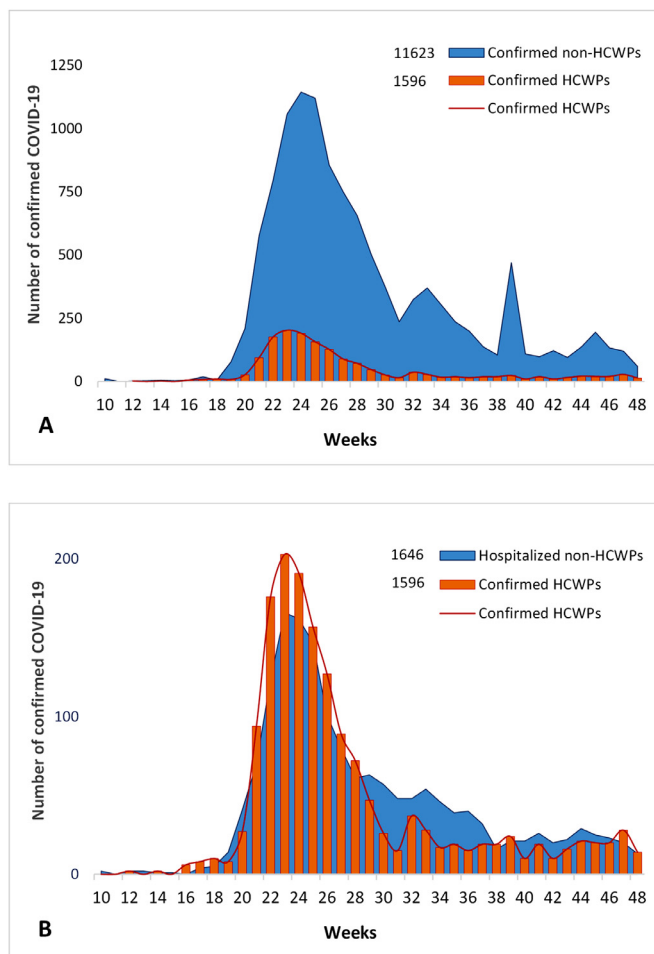 11623 Confirmed non-HCWPs
1596 Confirmed HCWPs
Confirmed HCWPs
Number of confirmed COVID-19
1250
1000
750
500
250
0
10 12 14 16 18 20 22 24 26 28 30 32 34 36 38 40 42 44 46 48
Weeks
A
1646 Hospitalized non-HCWPs
1596 Confirmed HCWPs
Confirmed HCWPs
Number of confirmed COVID-19
200
100
0
10 12 14 16 18 20 22 24 26 28 30 32 34 36 38 40 42 44 46 48
Weeks
B